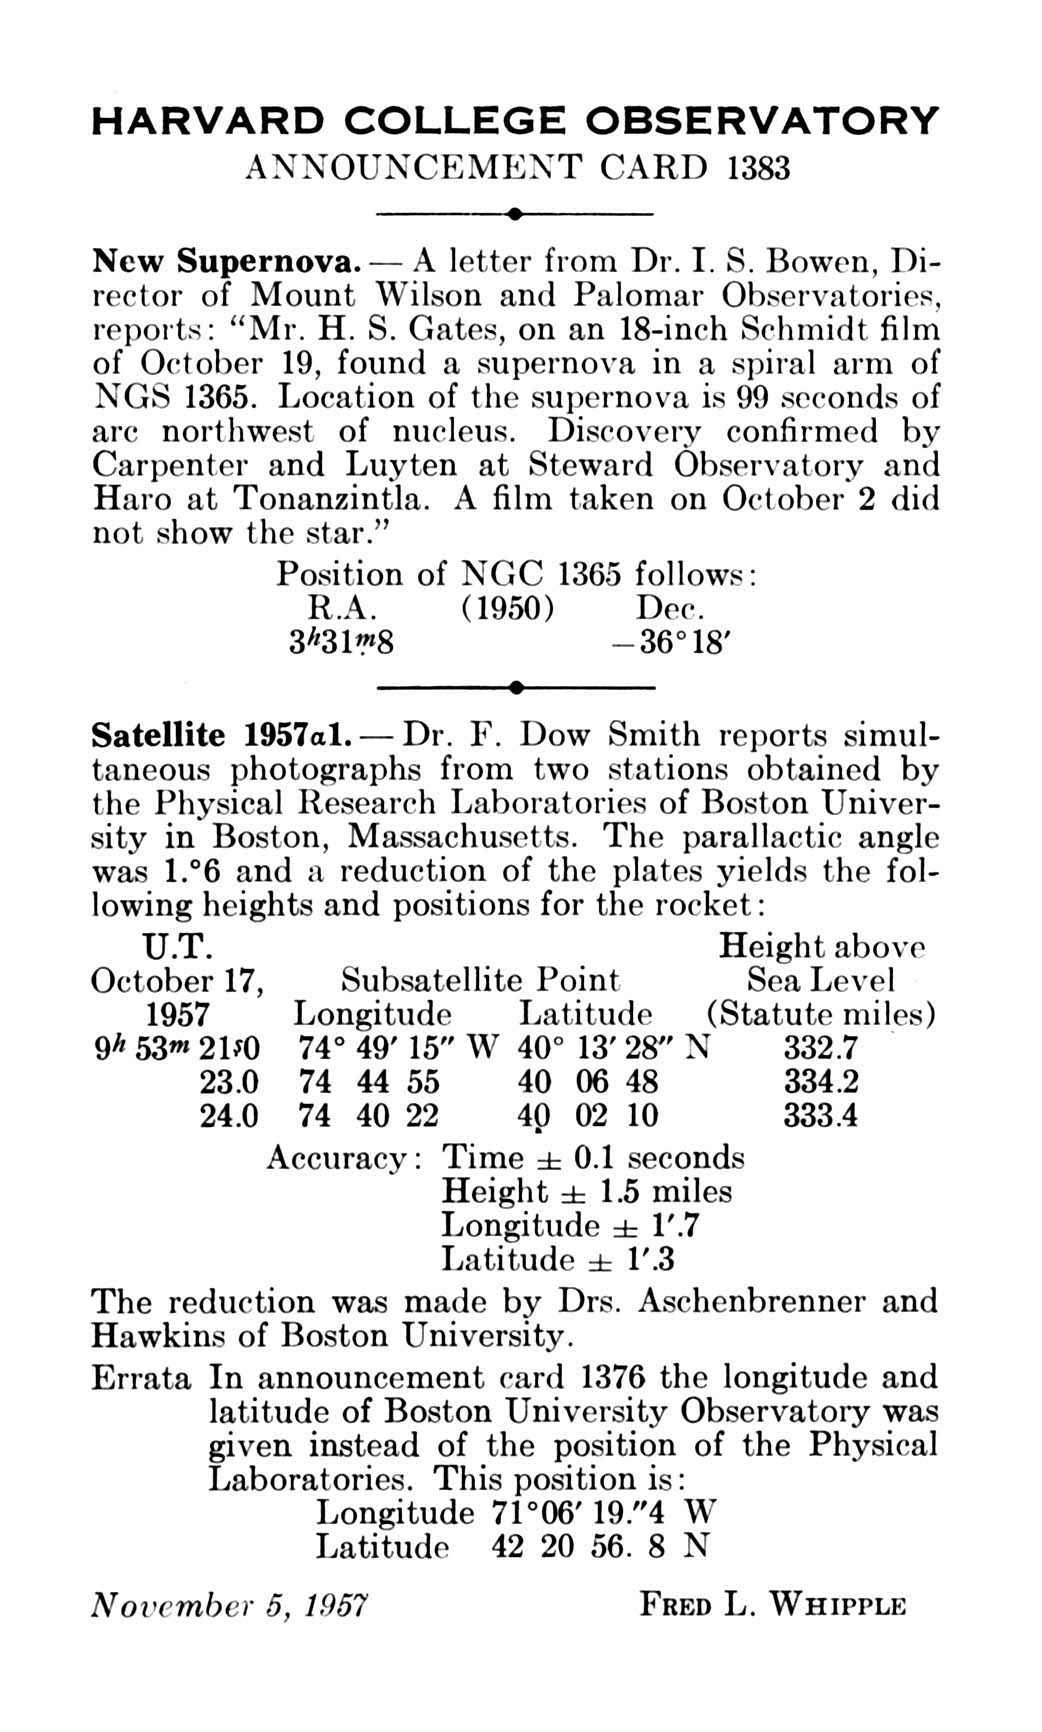 HARVARD COLLEGE OBSERVATORY
ANNOUNCEMENT CARD 1383
New Supernova. — A letter from Dr. I. S. Bowen, Di-
rector of Mount Wilson and Palomar Observatories,
reports: “Mr. H. S. Gates, on an 18-inch Schmidt film
of October 19, found a supernova in a spiral arm of
NGS 1365. Location of the supernova is 99 seconds of
arc northwest of nucleus. Discovery confirmed by
Carpenter and Luyten at Steward Observatory and
Haro at Tonanzintla. A film taken on October 2 did
not show the star.”
Position of NGC 1365 follows:
R.A. (1950) Dec.
3h31m.8 −36°18′
Satellite 1957α1. — Dr. F. Dow Smith reports simul-
taneous photographs from two stations obtained by
the Physical Research Laboratories of Boston Univer-
sity in Boston, Massachusetts. The parallactic angle
was 1.°6 and a reduction of the plates yields the fol-
lowing heights and positions for the rocket:
U.T. Height above
October 17, Subsatellite Point Sea Level
1957 Longitude Latitude (Statute miles)
9h 53m 21s0 74° 49′ 15″ W 40° 13′ 28″ N 332.7
23.0 74 44 55 40 06 48 334.2
24.0 74 40 22 40 02 10 333.4
Accuracy: Time ± 0.1 seconds
Height ± 1.5 miles
Longitude ± 1′.7
Latitude ± 1′.3
The reduction was made by Drs. Aschenbrenner and
Hawkins of Boston University.
Errata In announcement card 1376 the longitude and
latitude of Boston University Observatory was
given instead of the position of the Physical
Laboratories. This position is:
Longitude 71°06′ 19.″4 W
Latitude 42 20 56. 8 N
November 5, 1957 FRED L. WHIPPLE